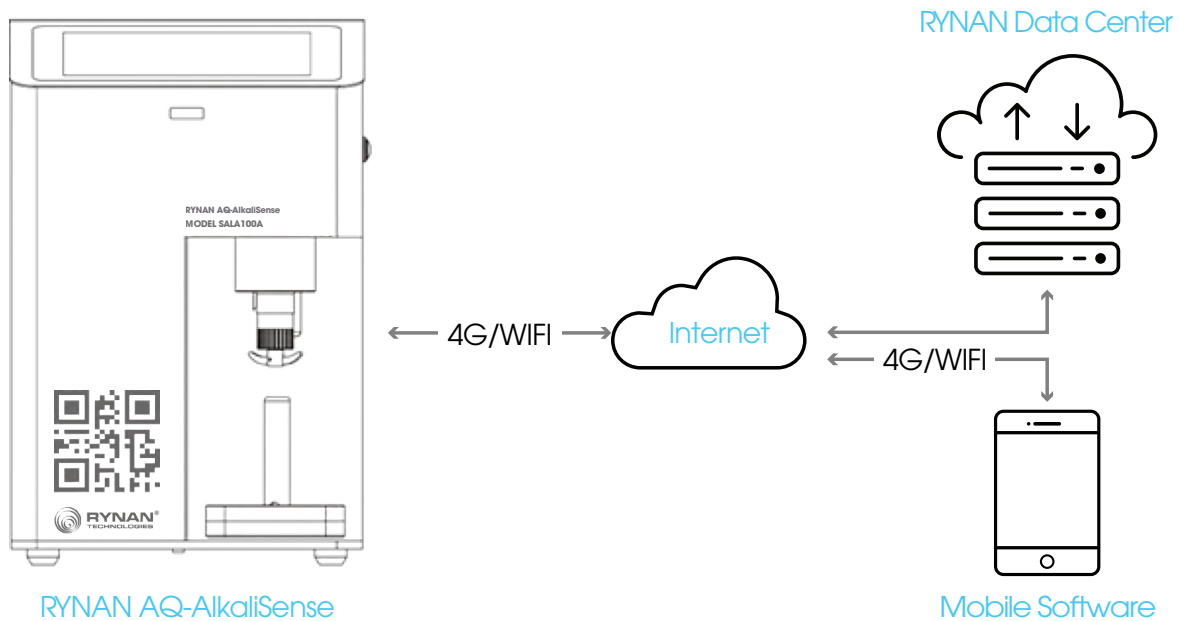 RYNAN Data Center
RYNAN AQ-AlkaliSense
MODEL SALA100A
4G/WIFI
Internet
4G/WIFI
RYNAN®
TECHNOLOGIES
RYNAN AQ-AlkaliSense
Mobile Software